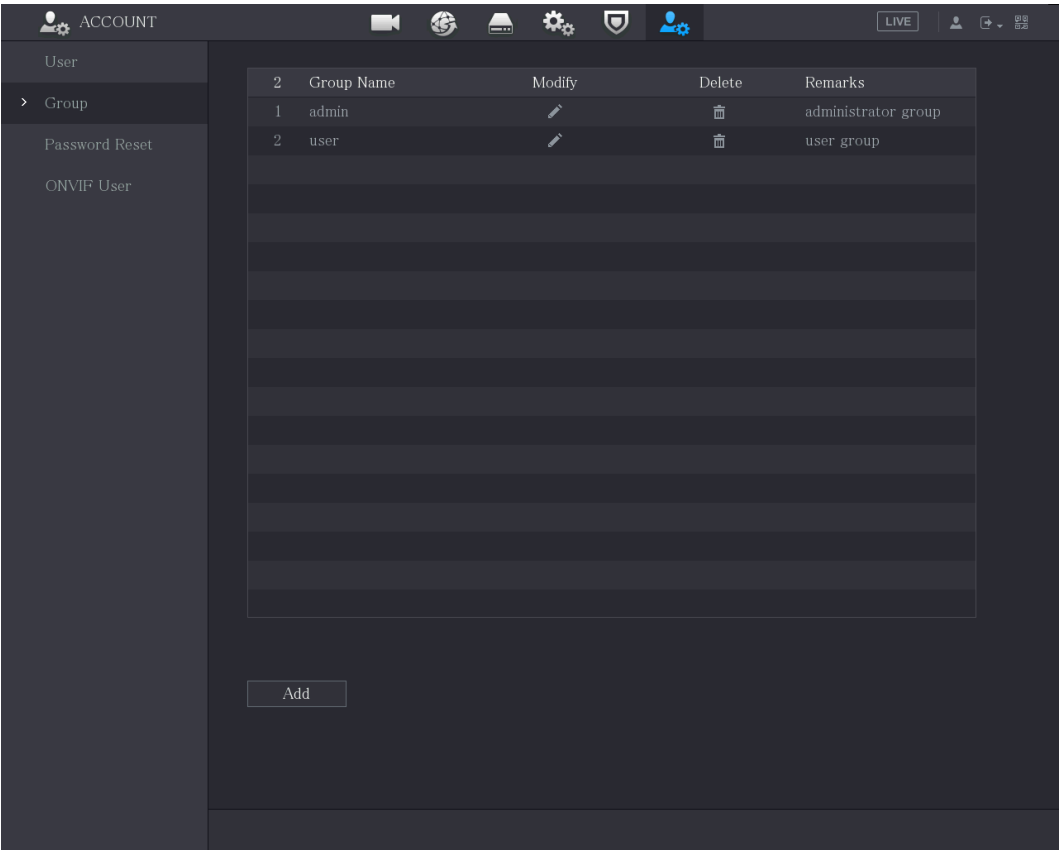 ACCOUNT LIVE
User
Group
Password Reset
ONVIF User
2 Group Name Modify Delete Remarks
1 admin administrator group
2 user user group
Add